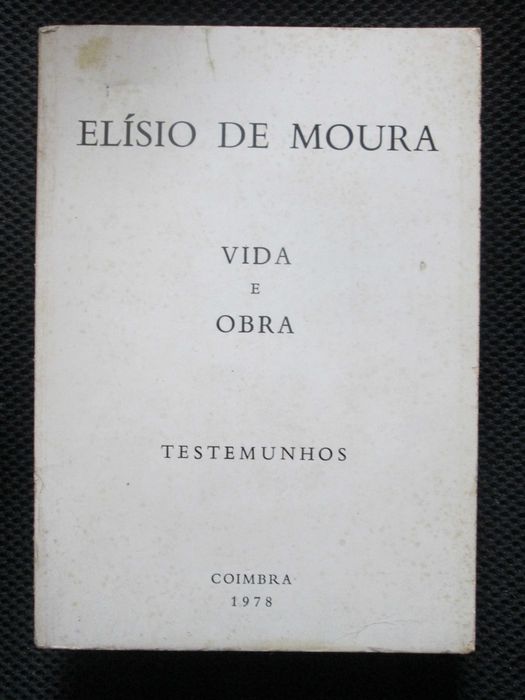 ELÍSIO DE MOURA
VIDA
E
OBRA
TESTEMUNHOS
COIMBRA
1978